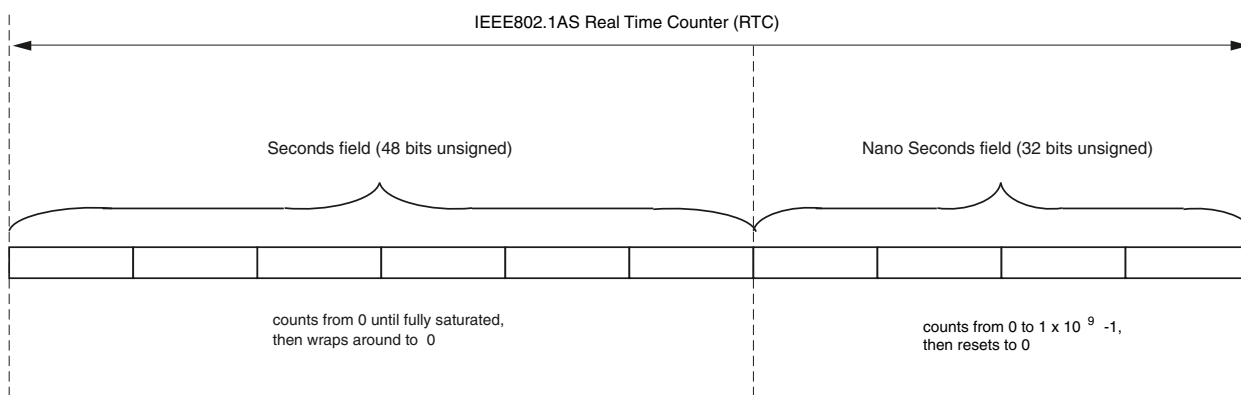 IEEE802.1AS Real Time Counter (RTC)
Seconds field (48 bits unsigned)
Nano Seconds field (32 bits unsigned)
counts from 0 until fully saturated,
then wraps around to 0
counts from 0 to 1 x 10 9 -1,
then resets to 0